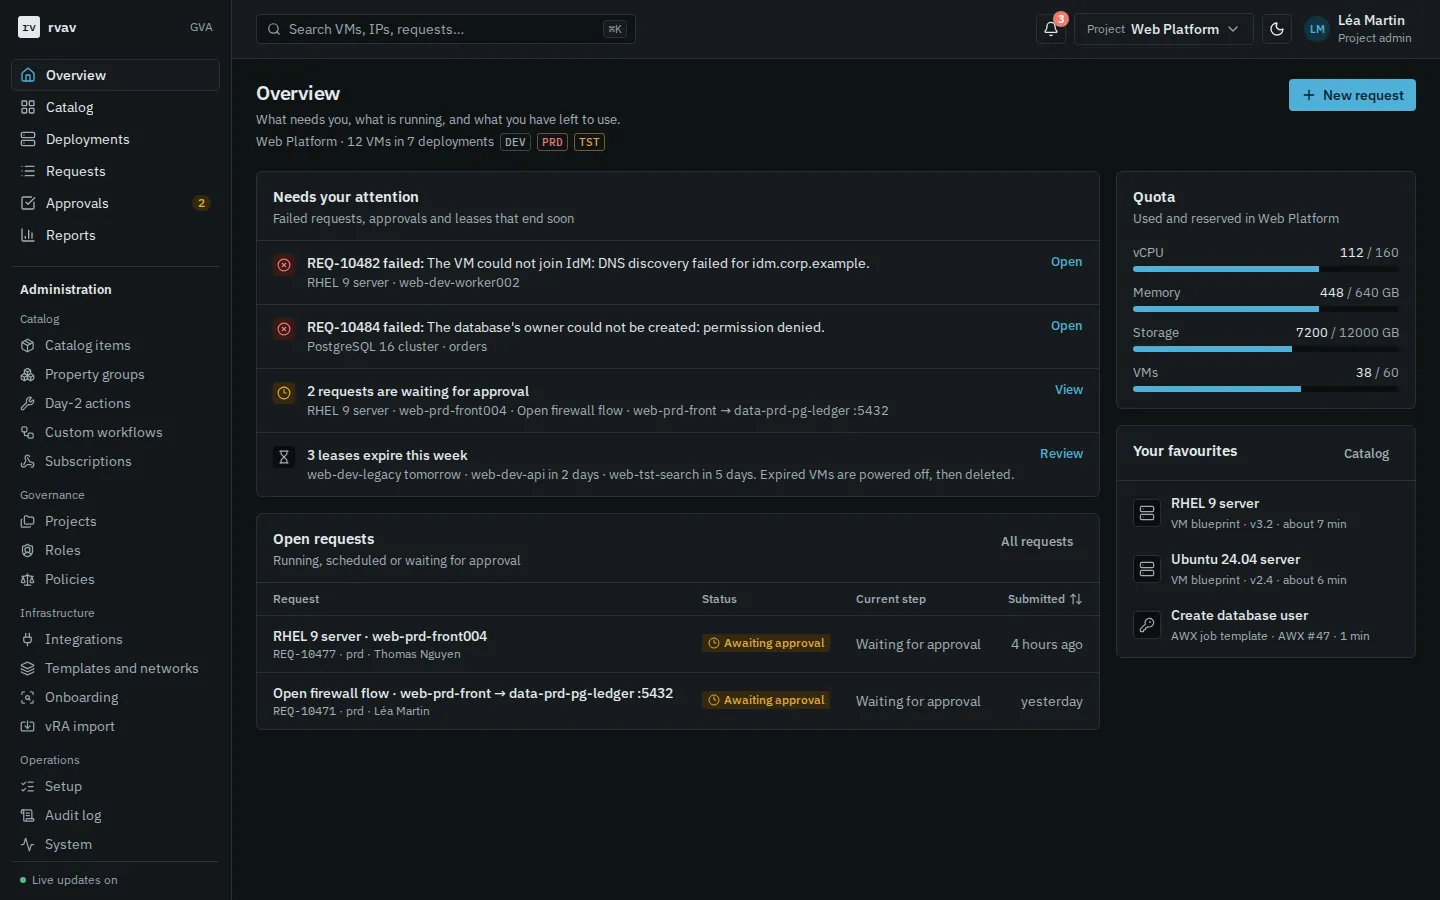 rv rvav GVA
Search VMs, IPs, requests... ⌘K
3
Project Web Platform
LM
Léa Martin
Project admin
Overview
Catalog
Deployments
Requests
Approvals 2
Reports
Administration
Catalog
Catalog items
Property groups
Day-2 actions
Custom workflows
Subscriptions
Governance
Projects
Roles
Policies
Infrastructure
Integrations
Templates and networks
Onboarding
vRA import
Operations
Setup
Audit log
System
Live updates on
Overview
What needs you, what is running, and what you have left to use.
Web Platform · 12 VMs in 7 deployments DEV PRD TST
New request
Needs your attention
Failed requests, approvals and leases that end soon
REQ-10482 failed: The VM could not join IdM: DNS discovery failed for idm.corp.example. Open
RHEL 9 server · web-dev-worker002
REQ-10484 failed: The database's owner could not be created: permission denied. Open
PostgreSQL 16 cluster · orders
2 requests are waiting for approval View
RHEL 9 server · web-prd-front004 · Open firewall flow · web-prd-front → data-prd-pg-ledger :5432
3 leases expire this week Review
web-dev-legacy tomorrow · web-dev-api in 2 days · web-tst-search in 5 days. Expired VMs are powered off, then deleted.
Open requests
Running, scheduled or waiting for approval
All requests
Request Status Current step Submitted
RHEL 9 server · web-prd-front004
REQ-10477 · prd · Thomas Nguyen
Awaiting approval Waiting for approval 4 hours ago
Open firewall flow · web-prd-front → data-prd-pg-ledger :5432
REQ-10471 · prd · Léa Martin
Awaiting approval Waiting for approval yesterday
Quota
Used and reserved in Web Platform
vCPU 112 / 160
Memory 448 / 640 GB
Storage 7200 / 12000 GB
VMs 38 / 60
Your favourites Catalog
RHEL 9 server
VM blueprint · v3.2 · about 7 min
Ubuntu 24.04 server
VM blueprint · v2.4 · about 6 min
Create database user
AWX job template · AWX #47 · 1 min